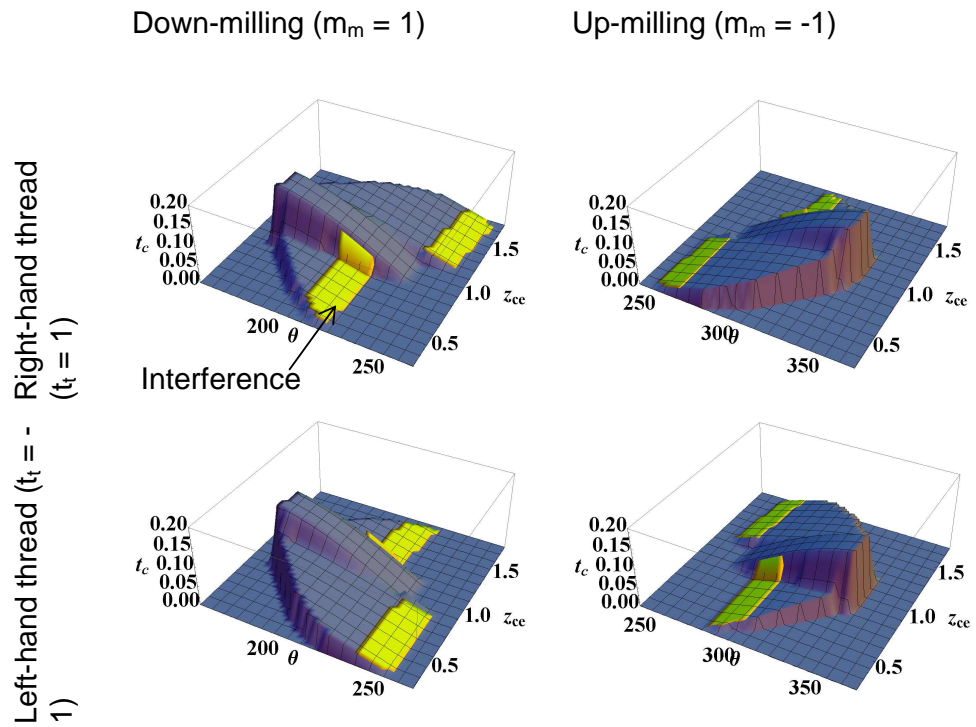 Down-milling (mₘ = 1)
Up-milling (mₘ = -1)
Right-hand thread
(tₜ = 1)
0.20
0.15
t_c 0.10
0.05
0.00
200
θ
250
0.5
1.0 z_ce
1.5
Interference
0.20
0.15
t_c 0.10
0.05
0.00
250
300
θ
350
0.5
1.0 z_ce
1.5
Left-hand thread (tₜ = -
1)
0.20
0.15
t_c 0.10
0.05
0.00
200
θ
250
0.5
1.0 z_ce
1.5
0.20
0.15
t_c 0.10
0.05
0.00
250
300
θ
350
0.5
1.0 z_ce
1.5